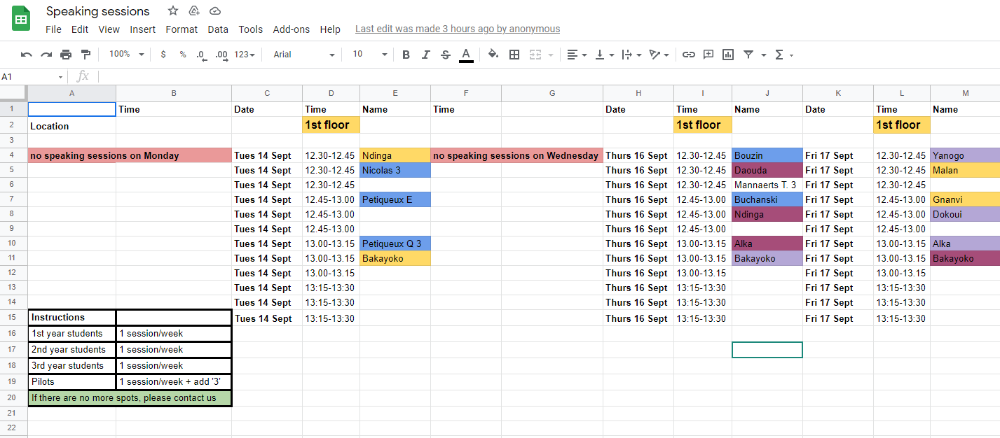 Speaking sessions
File Edit View Insert Format Data Tools Add-ons Help Last edit was made 3 hours ago by anonymous
100% $ % .0 .00 123 Arial 10 B I S A Σ
A1 fx
A B C D E F G H I J K L M
1 Time Date Time Name Time Date Time Name Date Time Name
2 Location 1st floor 1st floor 1st floor
3
4 no speaking sessions on Monday Tues 14 Sept 12.30-12.45 Ndinga no speaking sessions on Wednesday Thurs 16 Sept 12.30-12.45 Bouzin Fri 17 Sept 12.30-12.45 Yanogo
5 Tues 14 Sept 12.30-12.45 Nicolas 3 Thurs 16 Sept 12.30-12.45 Daouda Fri 17 Sept 12.30-12.45 Malan
6 Tues 14 Sept 12.30-12.45 Thurs 16 Sept 12.30-12.45 Mannaerts T. 3 Fri 17 Sept 12.30-12.45
7 Tues 14 Sept 12.45-13.00 Petiqueux E Thurs 16 Sept 12.45-13.00 Buchanski Fri 17 Sept 12.45-13.00 Gnanvi
8 Tues 14 Sept 12.45-13.00 Thurs 16 Sept 12.45-13.00 Ndinga Fri 17 Sept 12.45-13.00 Dokoui
9 Tues 14 Sept 12.45-13.00 Thurs 16 Sept 12.45-13.00 Fri 17 Sept 12.45-13.00
10 Tues 14 Sept 13.00-13.15 Petiqueux Q 3 Thurs 16 Sept 13.00-13.15 Alka Fri 17 Sept 13.00-13.15 Alka
11 Tues 14 Sept 13.00-13.15 Bakayoko Thurs 16 Sept 13.00-13.15 Bakayoko Fri 17 Sept 13.00-13.15 Bakayoko
12 Tues 14 Sept 13.00-13.15 Thurs 16 Sept 13.00-13.15 Fri 17 Sept 13.00-13.15
13 Tues 14 Sept 13:15-13:30 Thurs 16 Sept 13:15-13:30 Fri 17 Sept 13:15-13:30
14 Tues 14 Sept 13:15-13:30 Thurs 16 Sept 13:15-13:30 Fri 17 Sept 13:15-13:30
15 Instructions Tues 14 Sept 13:15-13:30 Thurs 16 Sept 13:15-13:30 Fri 17 Sept 13:15-13:30
16 1st year students 1 session/week
17 2nd year students 1 session/week
18 3rd year students 1 session/week
19 Pilots 1 session/week + add '3'
20 If there are no more spots, please contact us
21
22